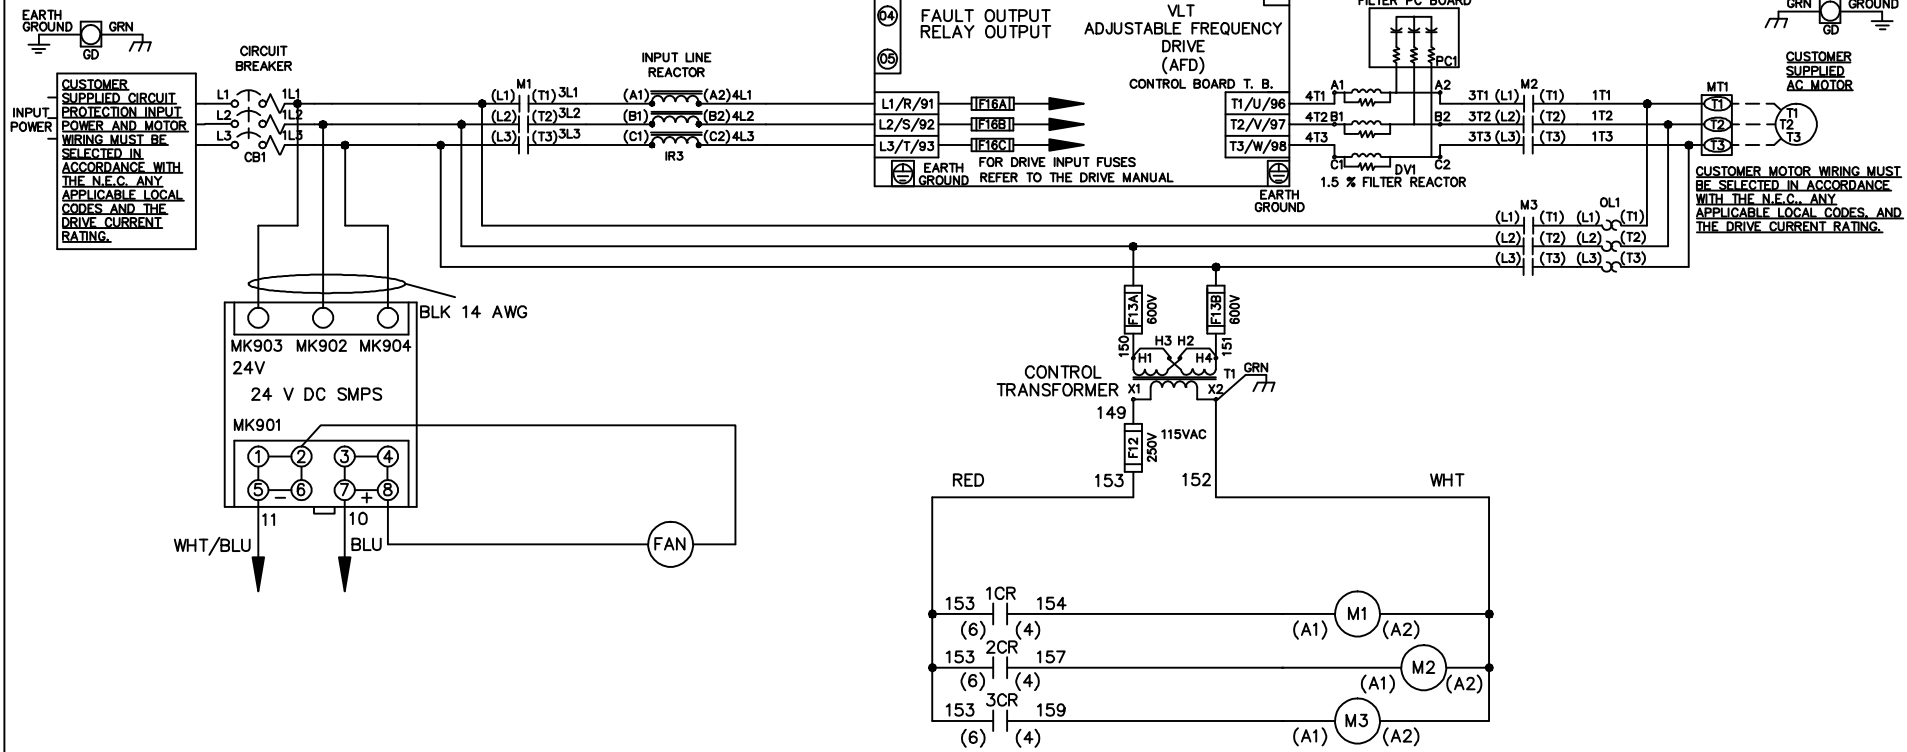 EARTH
GROUND
GRN
GD
CUSTOMER
SUPPLIED CIRCUIT
PROTECTION INPUT
POWER AND MOTOR
WIRING MUST BE
SELECTED IN
ACCORDANCE WITH
THE N.E.C. ANY
APPLICABLE LOCAL
CODES AND THE
DRIVE CURRENT
RATING.
INPUT
POWER
CIRCUIT
BREAKER
L1 1L1
L2 1L2
L3 1L3
CB1
M1
(L1) (T1) 3L1
(L2) (T2) 3L2
(L3) (T3) 3L3
INPUT LINE
REACTOR
(A1) (A2) 4L1
(B1) (B2) 4L2
(C1) (C2) 4L3
IR3
04
05
FAULT OUTPUT
RELAY OUTPUT
VLT
ADJUSTABLE FREQUENCY
DRIVE
(AFD)
CONTROL BOARD T. B.
L1/R/91 F16A
L2/S/92 F16B
L3/T/93 F16C
FOR DRIVE INPUT FUSES
REFER TO THE DRIVE MANUAL
EARTH
GROUND
T1/U/96
T2/V/97
T3/W/98
EARTH
GROUND
FILTER PC BOARD
PC1
4T1 A1 A2
4T2 B1 B2
4T3 C1 C2
DV1
1.5 % FILTER REACTOR
M2
3T1 (L1) (T1) 1T1
3T2 (L2) (T2) 1T2
3T3 (L3) (T3) 1T3
MT1
T1
T2
T3
T1
T2
T3
GRN
GROUND
GD
CUSTOMER
SUPPLIED
AC MOTOR
CUSTOMER MOTOR WIRING MUST
BE SELECTED IN ACCORDANCE
WITH THE N.E.C., ANY
APPLICABLE LOCAL CODES, AND
THE DRIVE CURRENT RATING.
M3 OL1
(L1) (T1) (L1) (T1)
(L2) (T2) (L2) (T2)
(L3) (T3) (L3) (T3)
BLK 14 AWG
MK903 MK902 MK904
24V
24 V DC SMPS
MK901
1 2 3 4
5 - 6 7 + 8
11 10
WHT/BLU BLU
FAN
F13A 600V
F13B 600V
150 151
H3 H2
H1 H4
CONTROL
TRANSFORMER
T1
GRN
X1 X2
149
F12 250V
115VAC
153 152
RED WHT
1CR
153 154
(6) (4)
M1
(A1) (A2)
2CR
153 157
(6) (4)
M2
(A1) (A2)
3CR
153 159
(6) (4)
M3
(A1) (A2)